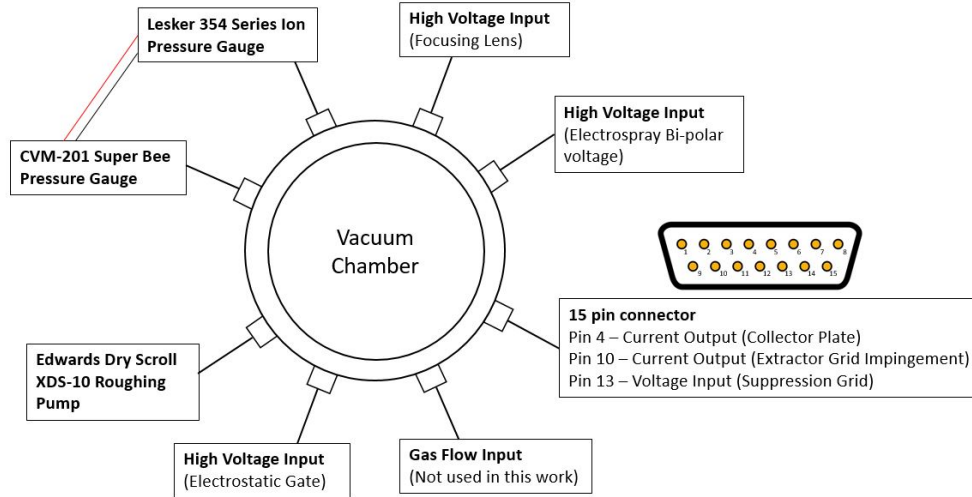 Lesker 354 Series Ion
Pressure Gauge
High Voltage Input
(Focusing Lens)
High Voltage Input
(Electrospray Bi-polar
voltage)
CVM-201 Super Bee
Pressure Gauge
Vacuum
Chamber
1 2 3 4 5 6 7 8
9 10 11 12 13 14 15
15 pin connector
Pin 4 – Current Output (Collector Plate)
Pin 10 – Current Output (Extractor Grid Impingement)
Pin 13 – Voltage Input (Suppression Grid)
Edwards Dry Scroll
XDS-10 Roughing
Pump
High Voltage Input
(Electrostatic Gate)
Gas Flow Input
(Not used in this work)